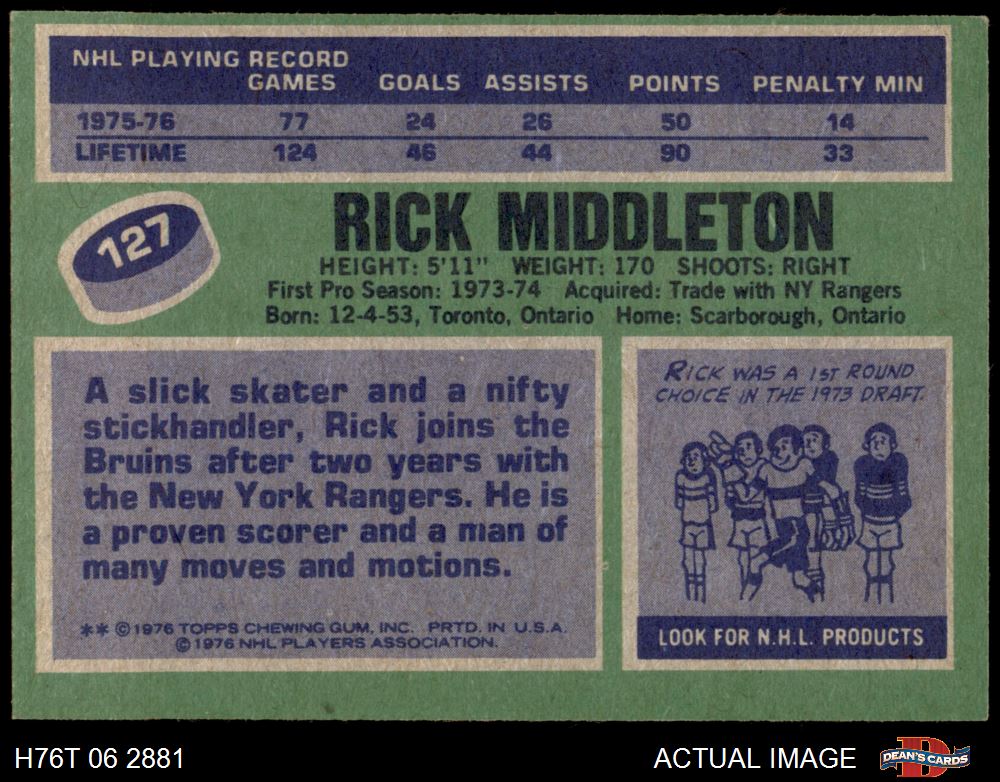 NHL PLAYING RECORD
GAMES GOALS ASSISTS POINTS PENALTY MIN
1975-76 77 24 26 50 14
LIFETIME 124 46 44 90 33
127
RICK MIDDLETON
HEIGHT: 5'11" WEIGHT: 170 SHOOTS: RIGHT
First Pro Season: 1973-74 Acquired: Trade with NY Rangers
Born: 12-4-53, Toronto, Ontario Home: Scarborough, Ontario
A slick skater and a nifty
stickhandler, Rick joins the
Bruins after two years with
the New York Rangers. He is
a proven scorer and a man of
many moves and motions.
** © 1976 TOPPS CHEWING GUM, INC. PRTD. IN U.S.A.
© 1976 NHL PLAYERS ASSOCIATION.
RICK WAS A 1ST ROUND
CHOICE IN THE 1973 DRAFT.
LOOK FOR N.H.L. PRODUCTS
H76T 06 2881 ACTUAL IMAGE DEAN'S CARDS